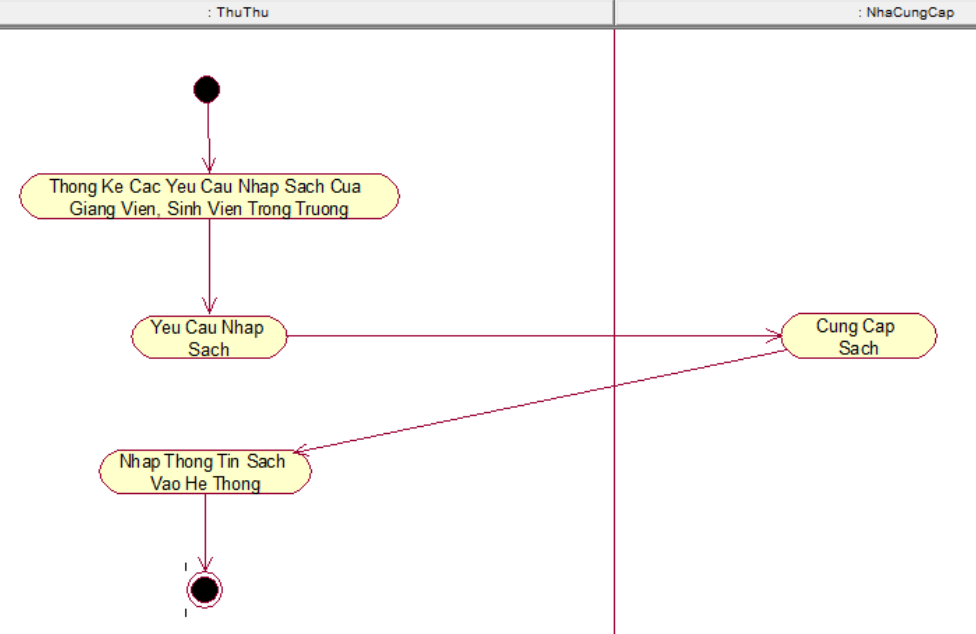 : ThuThu
: NhaCungCap
Thong Ke Cac Yeu Cau Nhap Sach Cua
Giang Vien, Sinh Vien Trong Truong
Yeu Cau Nhap
Sach
Cung Cap
Sach
Nhap Thong Tin Sach
Vao He Thong